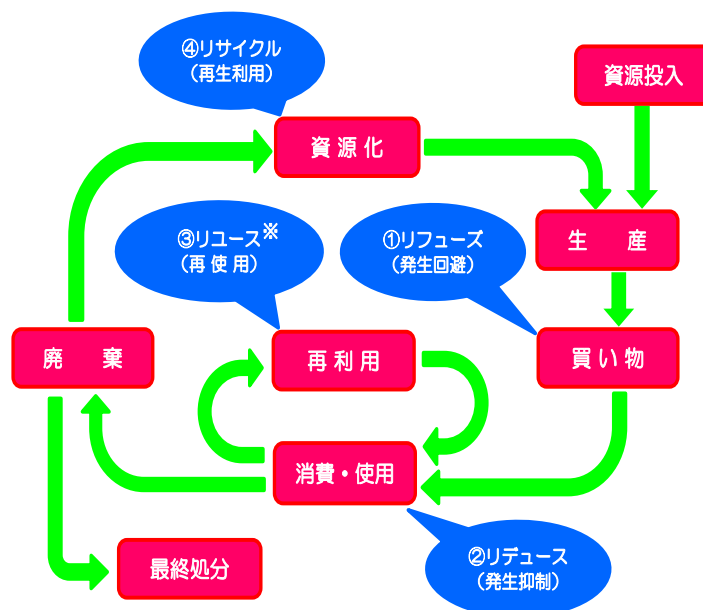 ④リサイクル
（再生利用）
資源投入
資 源 化
③リユース※
（再 使 用）
①リフューズ
（発生回避）
生　産
廃　棄
再 利 用
買 い 物
消費・使用
②リデュース
（発生抑制）
最終処分